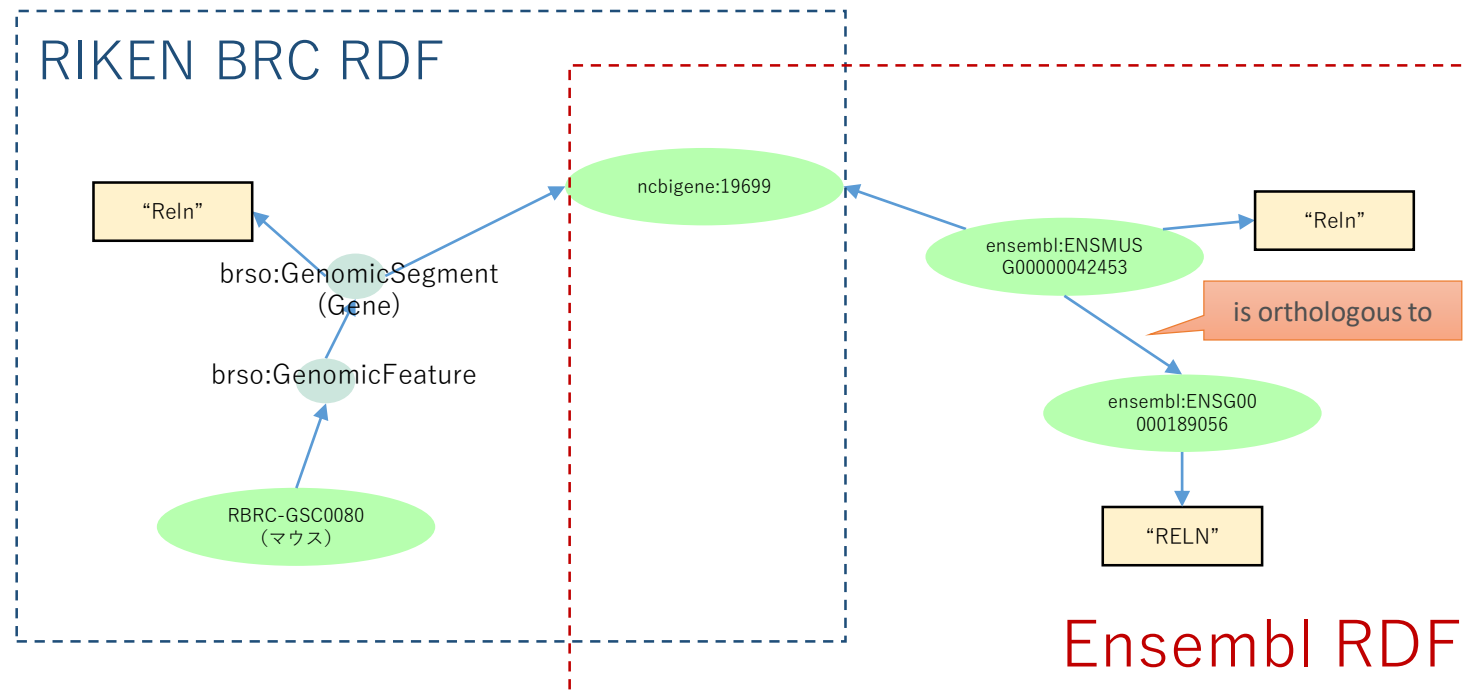 RIKEN BRC RDF
ncbigene:19699
“Reln”
“Reln”
ensembl:ENSMUS
G00000042453
brso:GenomicSegment
(Gene)
is orthologous to
brso:GenomicFeature
ensembl:ENSG00
000189056
RBRC-GSC0080
(マウス)
“RELN”
Ensembl RDF